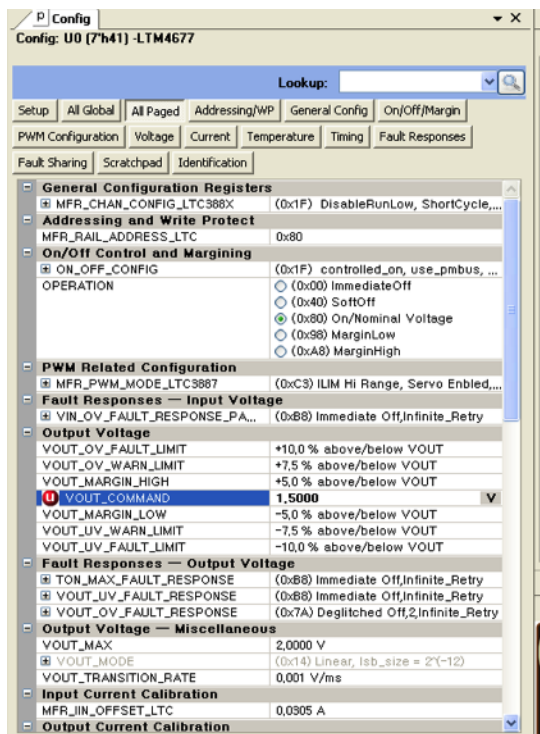 P Config
Config: U0 (7'h41) -LTM4677
Lookup:
Setup All Global All Paged Addressing/WP General Config On/Off/Margin
PWM Configuration Voltage Current Temperature Timing Fault Responses
Fault Sharing Scratchpad Identification
General Configuration Registers
MFR_CHAN_CONFIG_LTC388X (0x1F) DisableRunLow, ShortCycle,...
Addressing and Write Protect
MFR_RAIL_ADDRESS_LTC 0x80
On/Off Control and Margining
ON_OFF_CONFIG (0x1F) controlled_on, use_pmbus, ...
OPERATION (0x00) ImmediateOff
(0x40) SoftOff
(0x80) On/Nominal Voltage
(0x98) MarginLow
(0xA8) MarginHigh
PWM Related Configuration
MFR_PWM_MODE_LTC3887 (0xC3) ILIM Hi Range, Servo Enbled,...
Fault Responses — Input Voltage
VIN_OV_FAULT_RESPONSE_PA... (0xB8) Immediate Off,Infinite_Retry
Output Voltage
VOUT_OV_FAULT_LIMIT +10,0 % above/below VOUT
VOUT_OV_WARN_LIMIT +7,5 % above/below VOUT
VOUT_MARGIN_HIGH +5,0 % above/below VOUT
U VOUT_COMMAND 1,5000 V
VOUT_MARGIN_LOW -5,0 % above/below VOUT
VOUT_UV_WARN_LIMIT -7,5 % above/below VOUT
VOUT_UV_FAULT_LIMIT -10,0 % above/below VOUT
Fault Responses — Output Voltage
TON_MAX_FAULT_RESPONSE (0xB8) Immediate Off,Infinite_Retry
VOUT_UV_FAULT_RESPONSE (0xB8) Immediate Off,Infinite_Retry
VOUT_OV_FAULT_RESPONSE (0x7A) Deglitched Off,2,Infinite_Retry
Output Voltage — Miscellaneous
VOUT_MAX 2,0000 V
VOUT_MODE (0x14) Linear, lsb_size = 2^(-12)
VOUT_TRANSITION_RATE 0,001 V/ms
Input Current Calibration
MFR_IIN_OFFSET_LTC 0,0305 A
Output Current Calibration